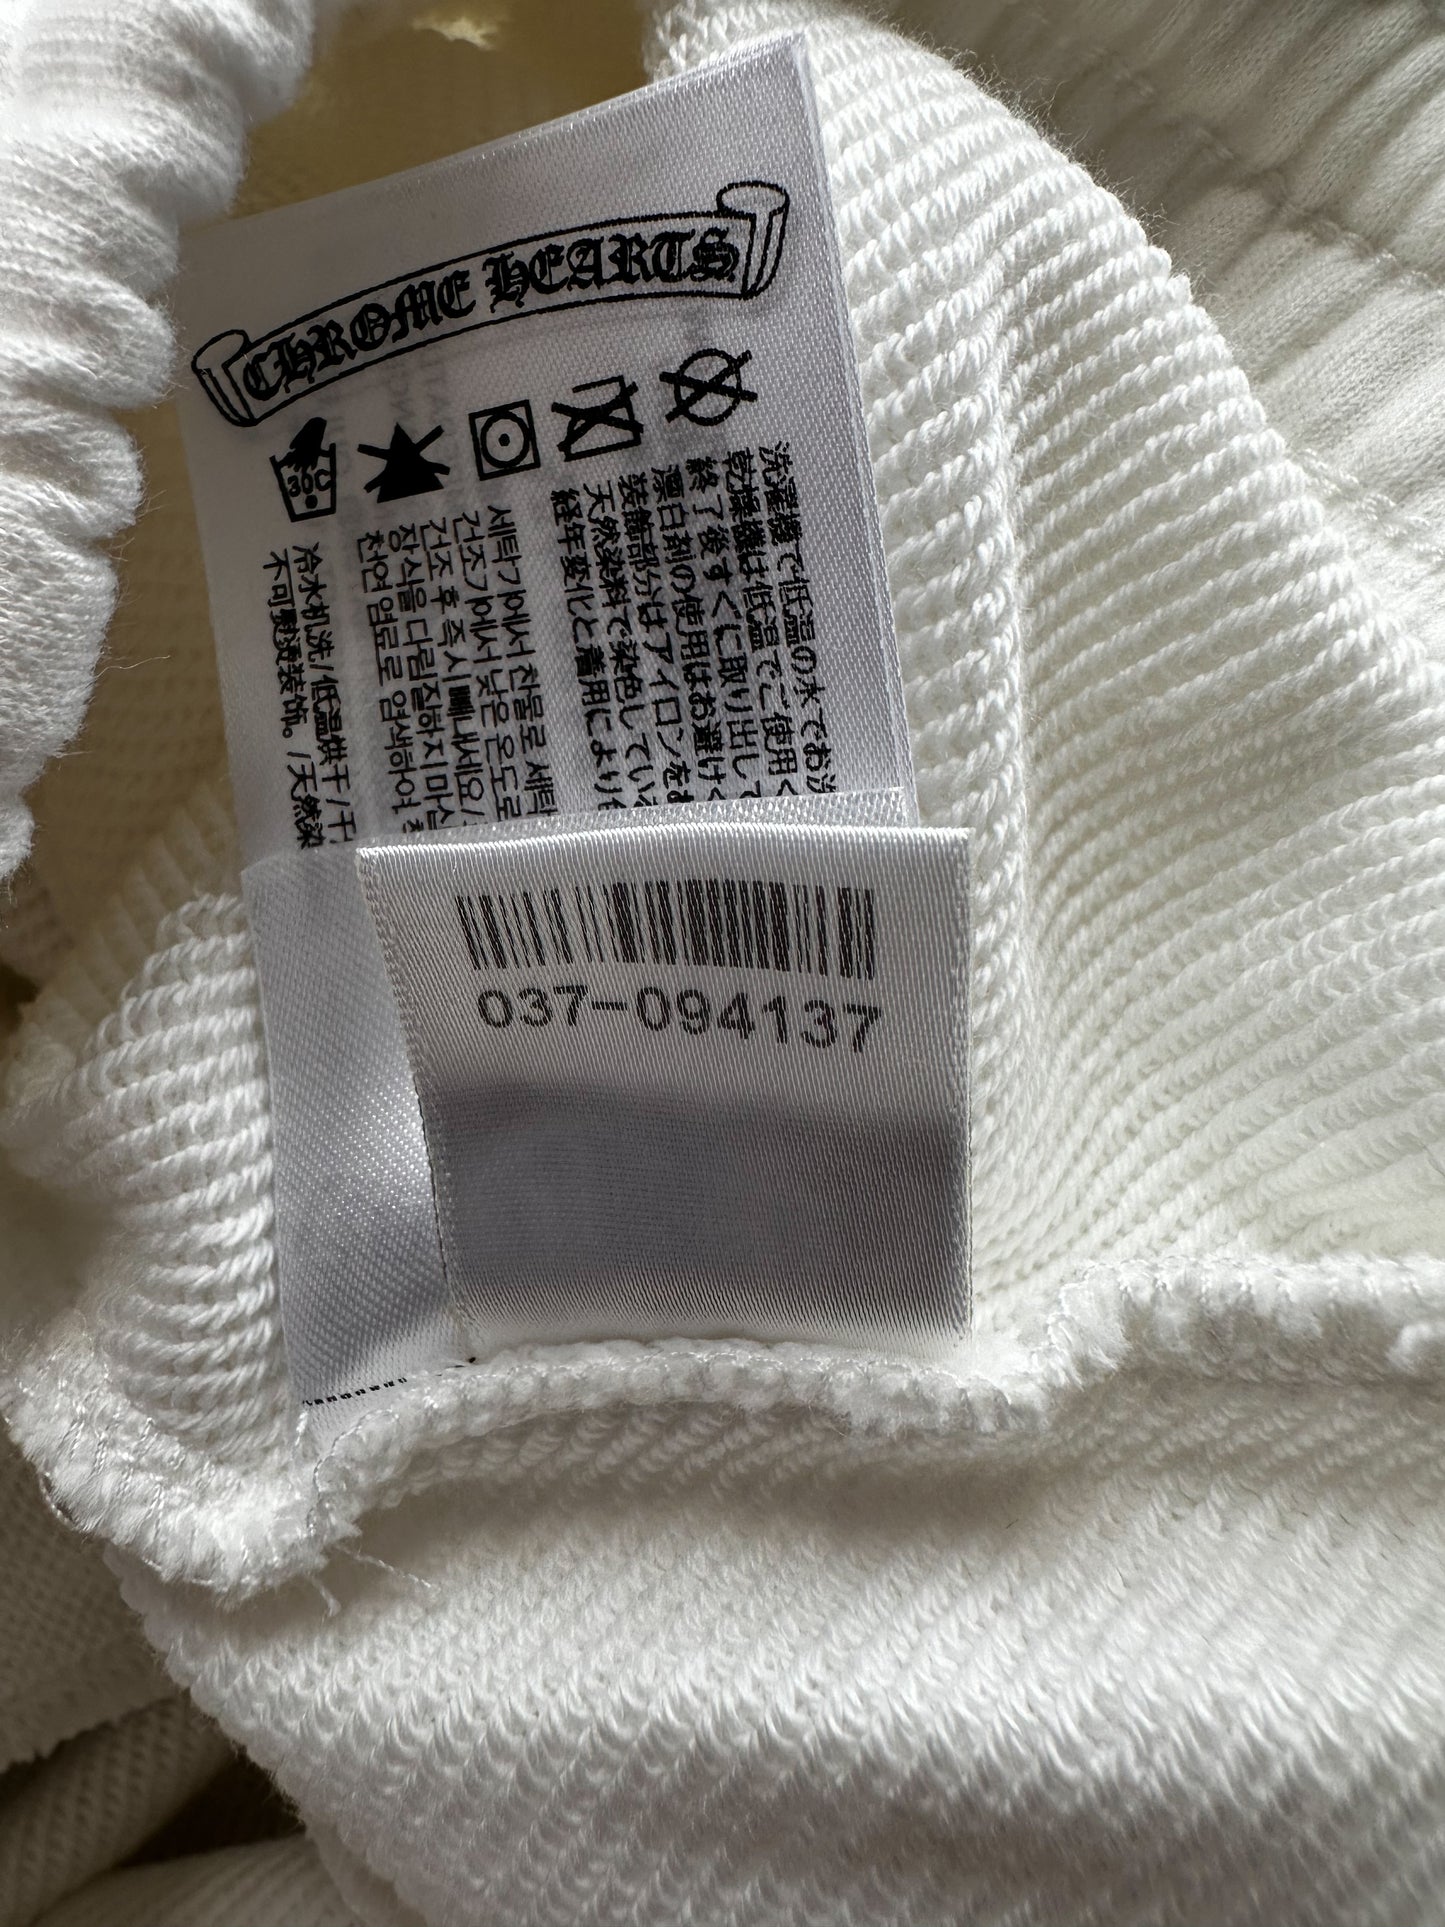 CHROME HEARTS
30°
洗濯機で低温の水でお洗
乾燥機は低温でご使用く
終了後すぐに取り出して
漂白剤の使用はお避けく
装飾部分はアイロンをお
天然染料で染色している
経年変化と着用により色
세탁기에서 찬물로 세탁
건조기에서 낮은 온도로
건조 후 즉시 빼내세요/
장식을 다림질하지 마십
천연 염료로 염색하여
冷水机洗/低温烘干/干
不可熨烫装饰。/天然染
037-094137